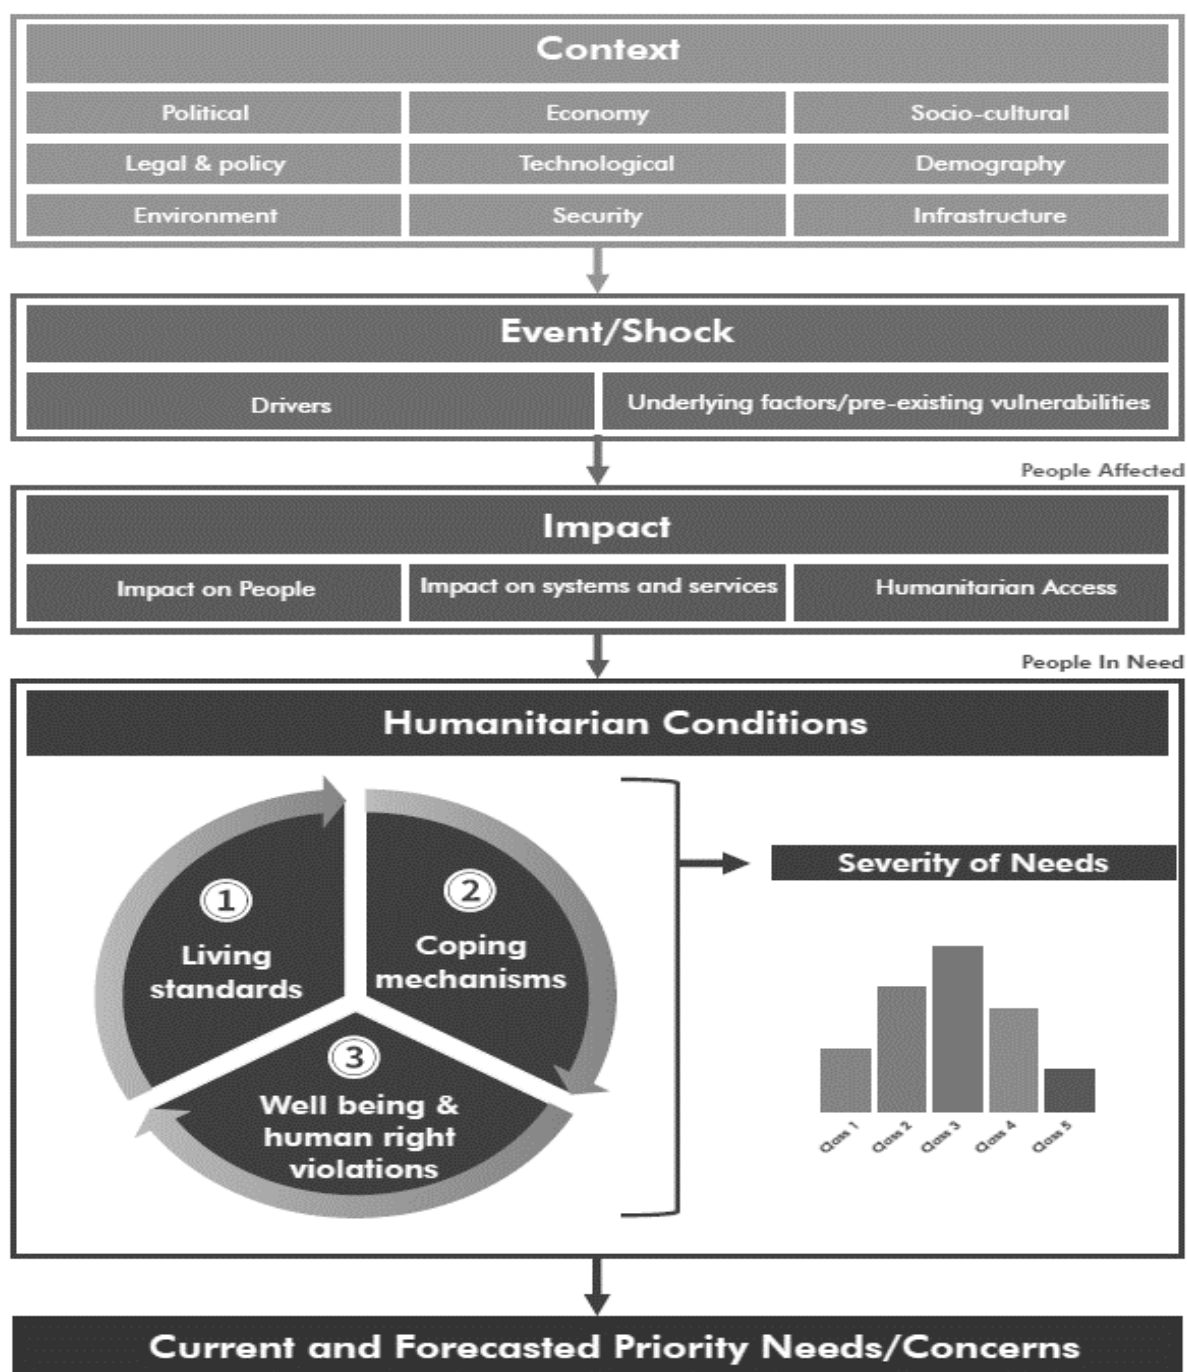 Context
Political
Economy
Socio-cultural
Legal & policy
Technological
Demography
Environment
Security
Infrastructure
Event/Shock
Drivers
Underlying factors/pre-existing vulnerabilities
People Affected
Impact
Impact on People
Impact on systems and services
Humanitarian Access
People In Need
Humanitarian Conditions
1
Living
standards
2
Coping
mechanisms
3
Well being &
human right
violations
Severity of Needs
Class 1
Class 2
Class 3
Class 4
Class 5
Current and Forecasted Priority Needs/Concerns